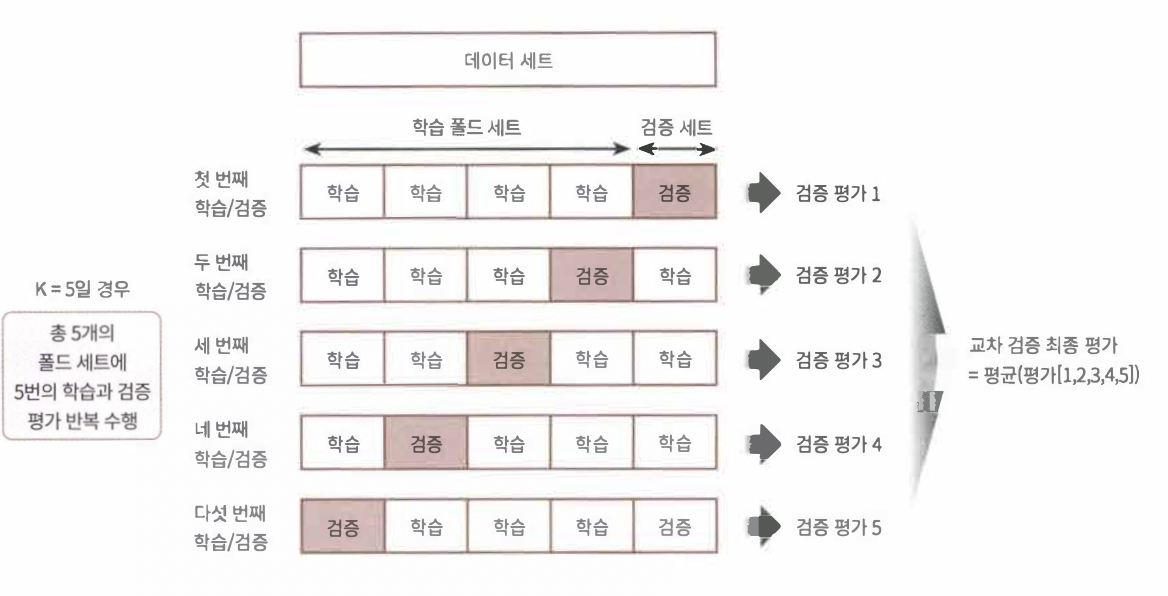 데이터 세트
학습 폴드 세트 검증 세트
첫 번째
학습/검증
학습 학습 학습 학습 검증
검증 평가 1
두 번째
학습/검증
학습 학습 학습 검증 학습
검증 평가 2
K = 5일 경우
총 5개의
폴드 세트에
5번의 학습과 검증
평가 반복 수행
세 번째
학습/검증
학습 학습 검증 학습 학습
검증 평가 3
교차 검증 최종 평가
= 평균(평가[1,2,3,4,5])
네 번째
학습/검증
학습 검증 학습 학습 학습
검증 평가 4
다섯 번째
학습/검증
검증 학습 학습 학습 검증
검증 평가 5